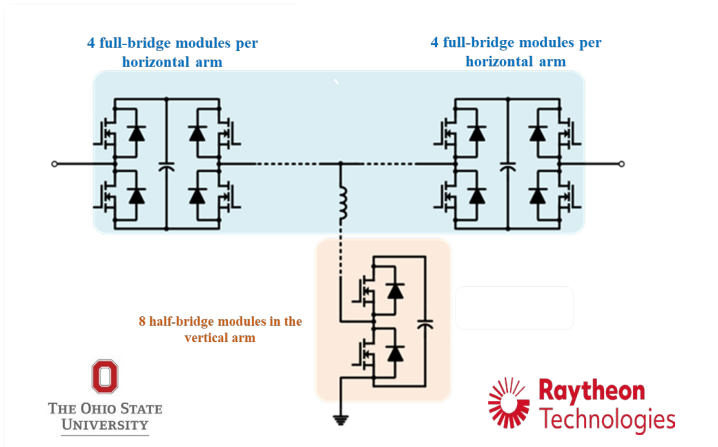 4 full-bridge modules per
horizontal arm
4 full-bridge modules per
horizontal arm
8 half-bridge modules in the
vertical arm
THE OHIO STATE
UNIVERSITY
Raytheon
Technologies